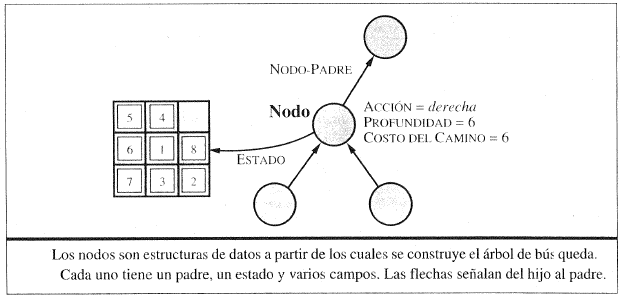 NODO-PADRE
Nodo
ACCIÓN = derecha
PROFUNDIDAD = 6
COSTO DEL CAMINO = 6
5 4
6 1 8
ESTADO
7 3 2
Los nodos son estructuras de datos a partir de los cuales se construye el árbol de bús queda.
Cada uno tiene un padre, un estado y varios campos. Las flechas señalan del hijo al padre.